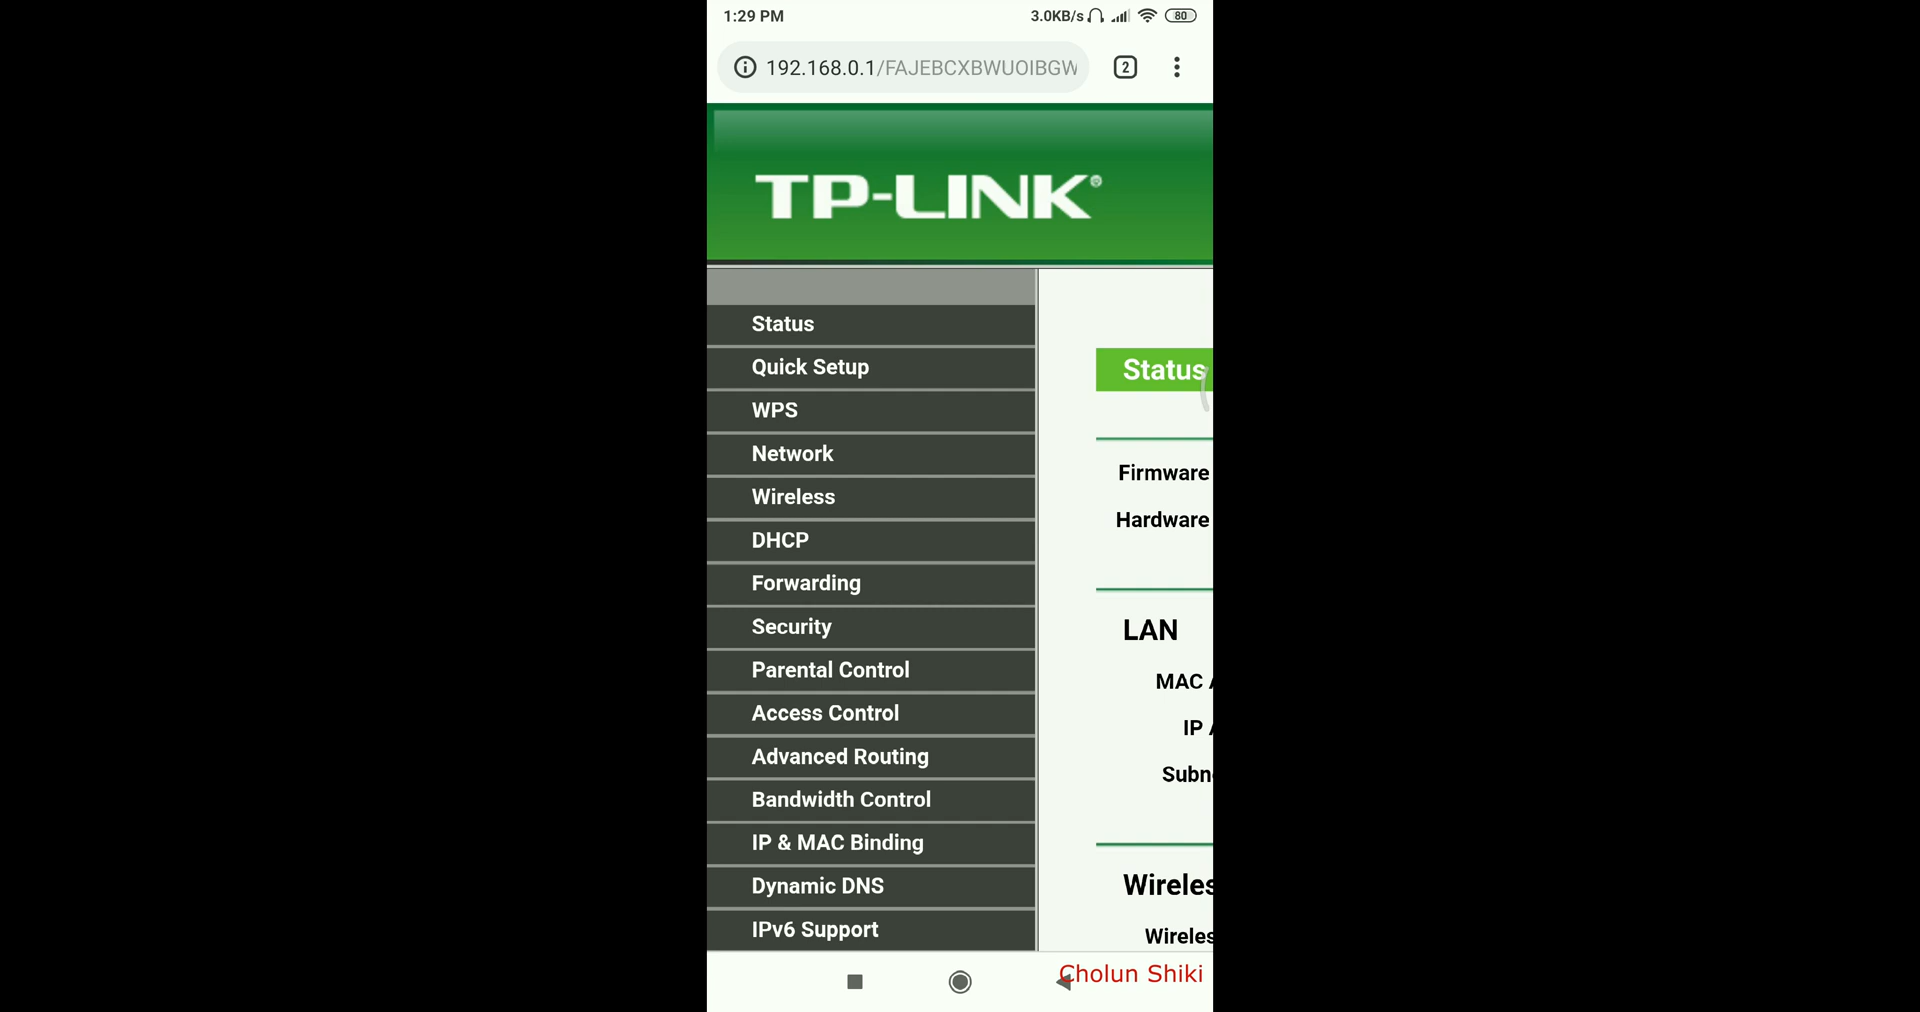 1:29 PM
3.0KB/s
80
192.168.0.1/FAJEBCXBWUOIBGW
2
TP-LINK®
Status
Quick Setup
WPS
Network
Wireless
DHCP
Forwarding
Security
Parental Control
Access Control
Advanced Routing
Bandwidth Control
IP & MAC Binding
Dynamic DNS
IPv6 Support
Status
Firmware
Hardware
LAN
MAC A
IP A
Subn
Wireles
Wireles
Cholun Shiki